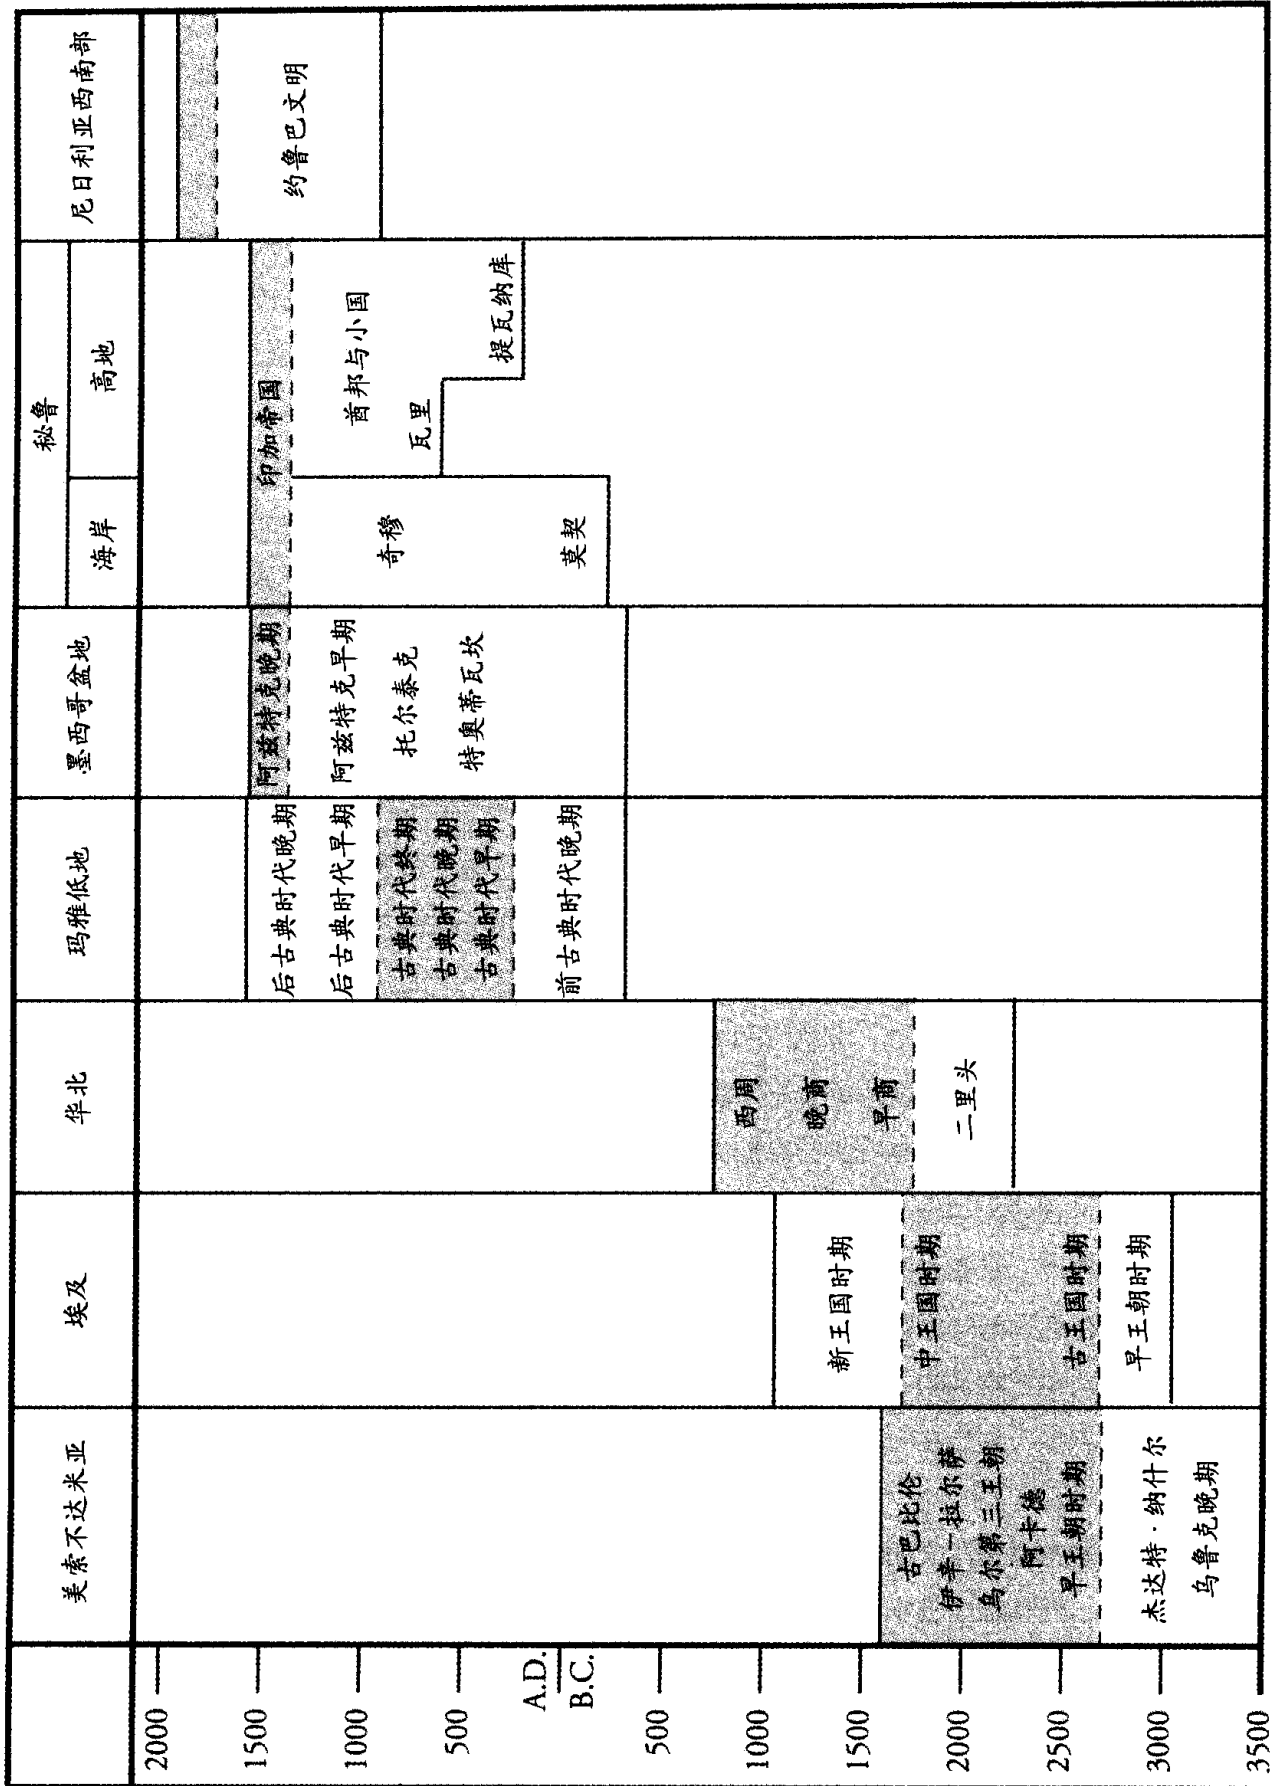 美索不达米亚
埃及
华北
玛雅低地
墨西哥盆地
秘鲁
海岸
高地
尼日利亚西南部
2000
1500
1000
500
A.D.
B.C.
500
1000
1500
2000
2500
3000
3500
古巴比伦
伊辛-拉尔萨
乌尔第三王朝
阿卡德
早王朝时期
杰达特·纳什尔
乌鲁克晚期
新王国时期
中王国时期
古王国时期
早王朝时期
西周
晚商
早商
二里头
后古典时代晚期
后古典时代早期
古典时代终期
古典时代晚期
古典时代早期
前古典时代晚期
阿兹特克晚期
阿兹特克早期
托尔泰克
特奥蒂瓦坎
印加帝国
奇穆
莫契
酋邦与小国
瓦里
提瓦纳库
约鲁巴文明